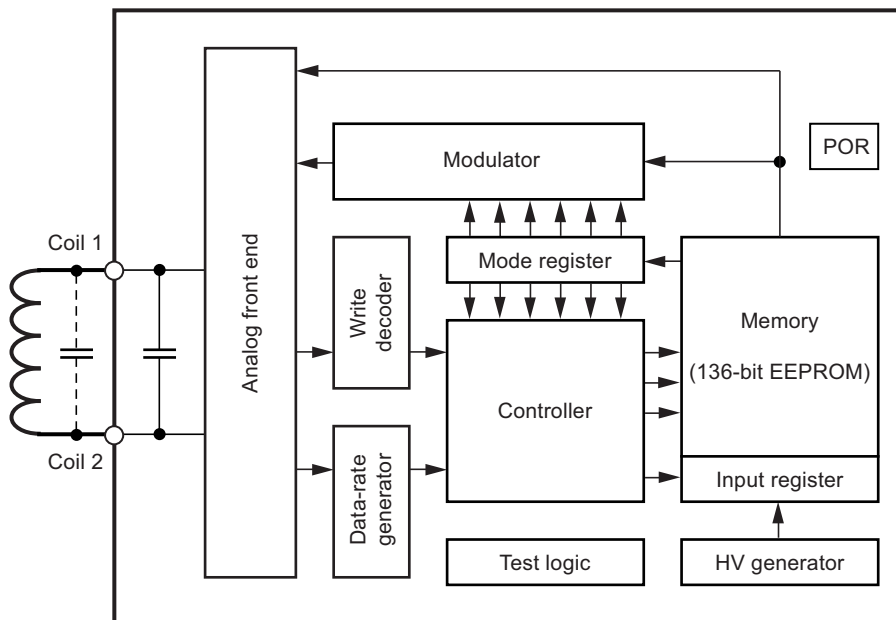 POR
Modulator
Coil 1
Mode register
Analog front end
Write
decoder
Memory
(136-bit EEPROM)
Controller
Coil 2
Data-rate
generator
Input register
Test logic
HV generator